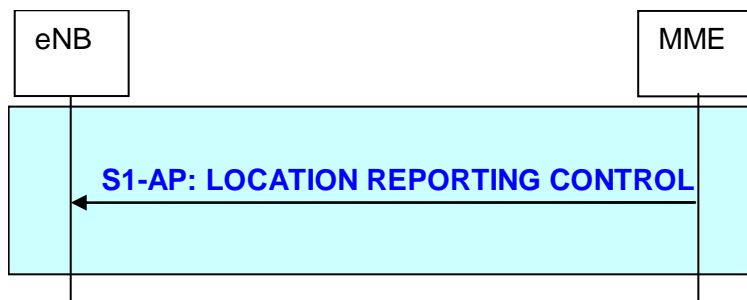 eNB
MME
S1-AP: LOCATION REPORTING CONTROL